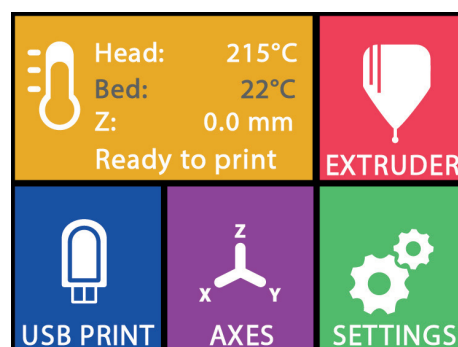 Head: 215°C
Bed: 22°C
Z: 0.0 mm
Ready to print
EXTRUDER
USB PRINT
Z
X Y
AXES
SETTINGS